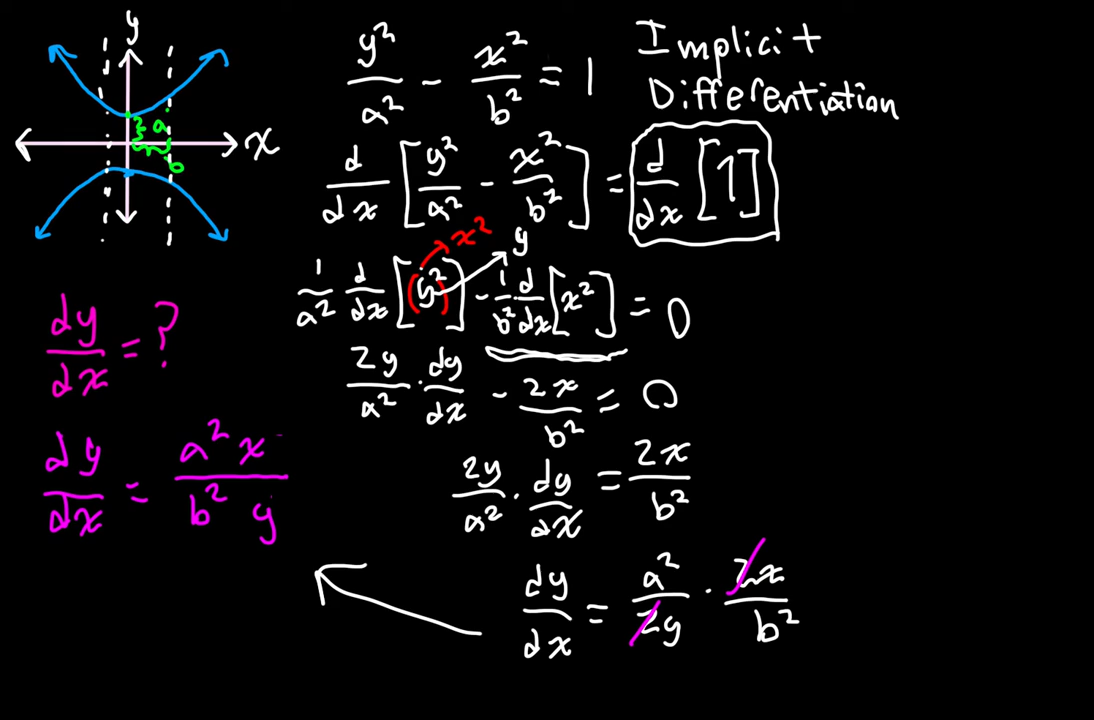 y
x
a
b
dy/dx = ?
dy/dx = a² x / b² y
Implicit
Differentiation
y²/a² - x²/b² = 1
d/dx [y²/a² - x²/b²] = d/dx [1]
x²
y
1/a² d/dx [(y²)] - 1/b² · d/dx [x²] = 0
2y/a² · dy/dx - 2x/b² = 0
2y/a² · dy/dx = 2x/b²
dy/dx = a²/2y · 2x/b²